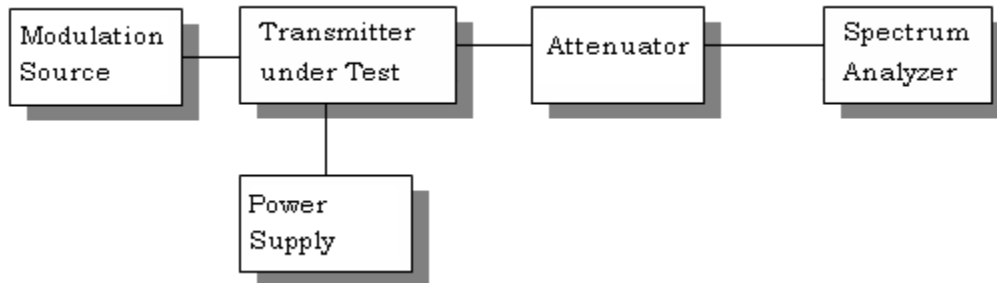 Modulation
Source
Transmitter
under Test
Attenuator
Spectrum
Analyzer
Power
Supply